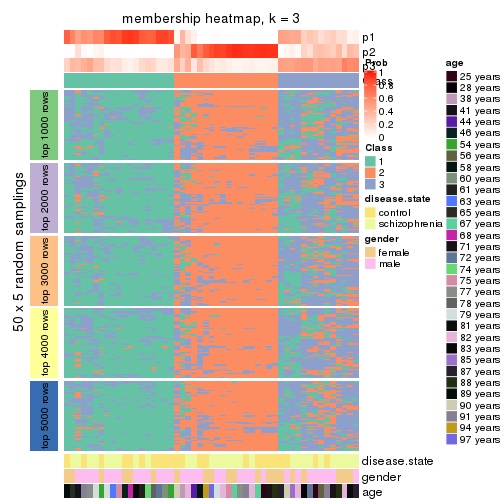 membership heatmap, k = 3
p1
p2
p3
Class
50 x 5 random samplings
top 1000 rows
top 2000 rows
top 3000 rows
top 4000 rows
top 5000 rows
disease.state
gender
age
Prob
1
0.8
0.6
0.4
0.2
0
Class
1
2
3
disease.state
control
schizophrenia
gender
female
male
age
25 years
28 years
38 years
41 years
44 years
46 years
54 years
56 years
58 years
60 years
61 years
63 years
65 years
67 years
68 years
71 years
72 years
74 years
75 years
77 years
78 years
79 years
81 years
82 years
83 years
85 years
87 years
88 years
89 years
90 years
91 years
94 years
97 years